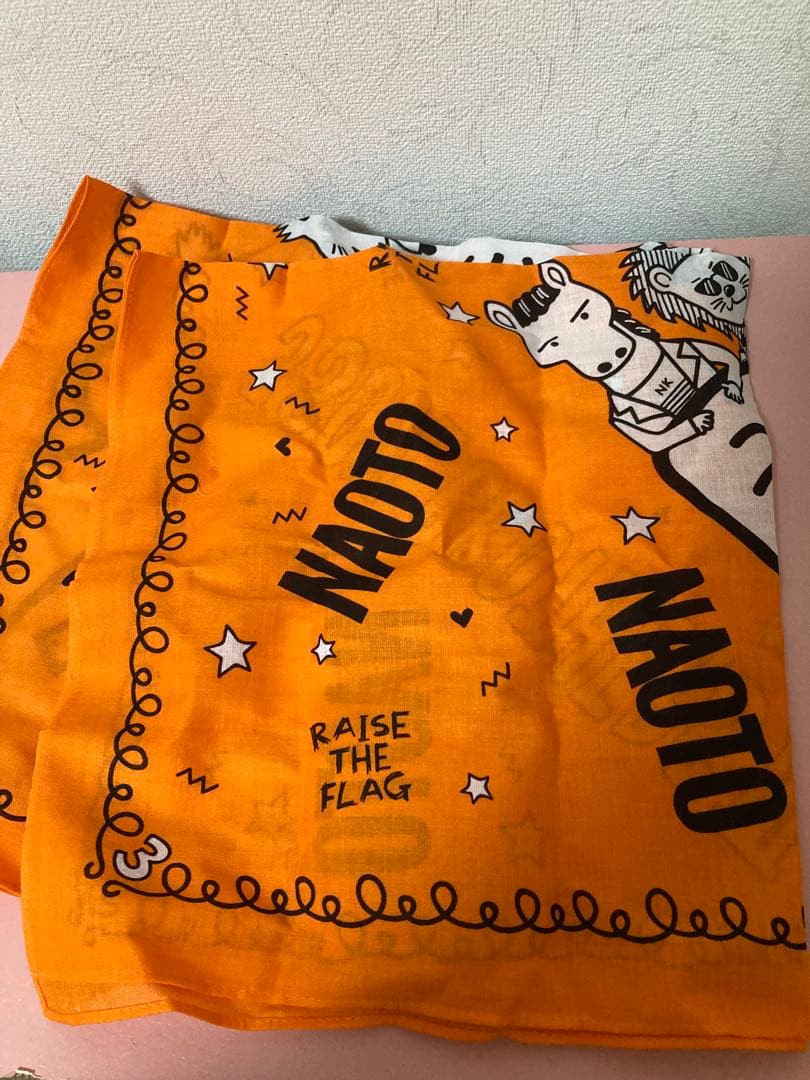 NK
NAOTO
NAOTO
RAISE
THE
FLAG
3